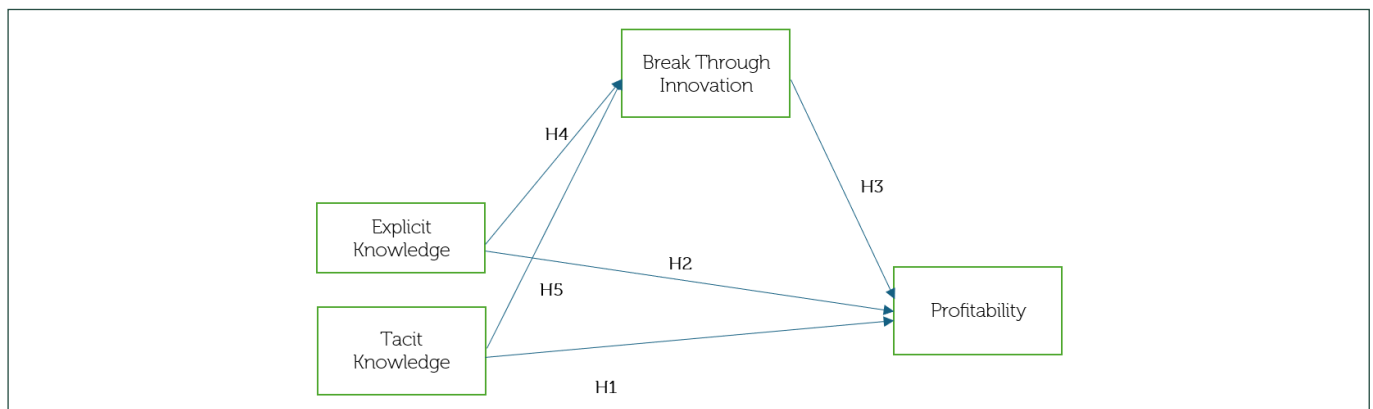 Break Through
Innovation
H4
H3
Explicit
Knowledge
H2
H5
Profitability
Tacit
Knowledge
H1